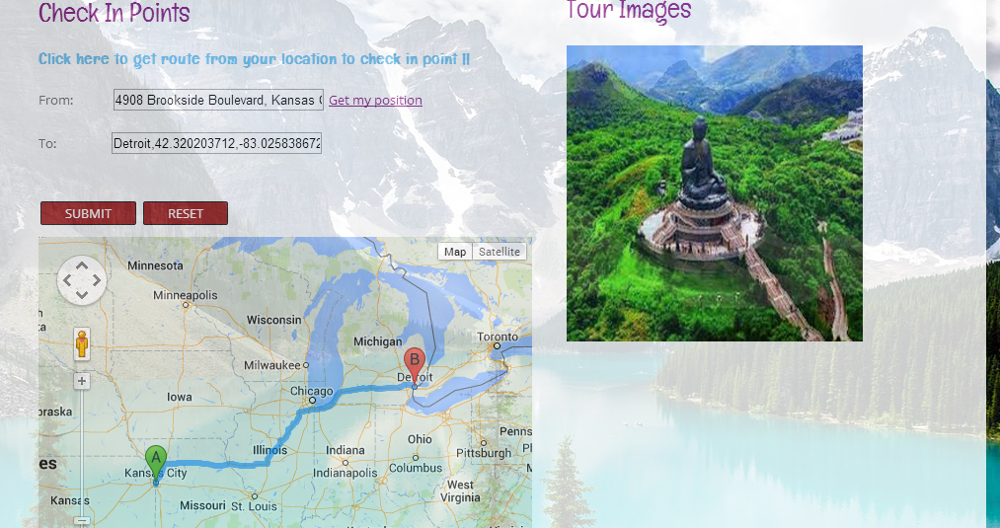 Check In Points
Click here to get route from your location to check in point !!
From: 4908 Brookside Boulevard, Kansas Get my position
To: Detroit,42.320203712,-83.025838672
SUBMIT RESET
Tour Images
Map Satellite
Minnesota
Minneapolis
Wisconsin
Michigan
Toronto
Milwaukee
B
Detroit
Chicago
Iowa
braska
Ohio
Penns
Illinois
Indiana
Pittsburgh
A
es
Kansas City
Indianapolis
Columbus
West
Virginia
Kansas
Missouri St. Louis